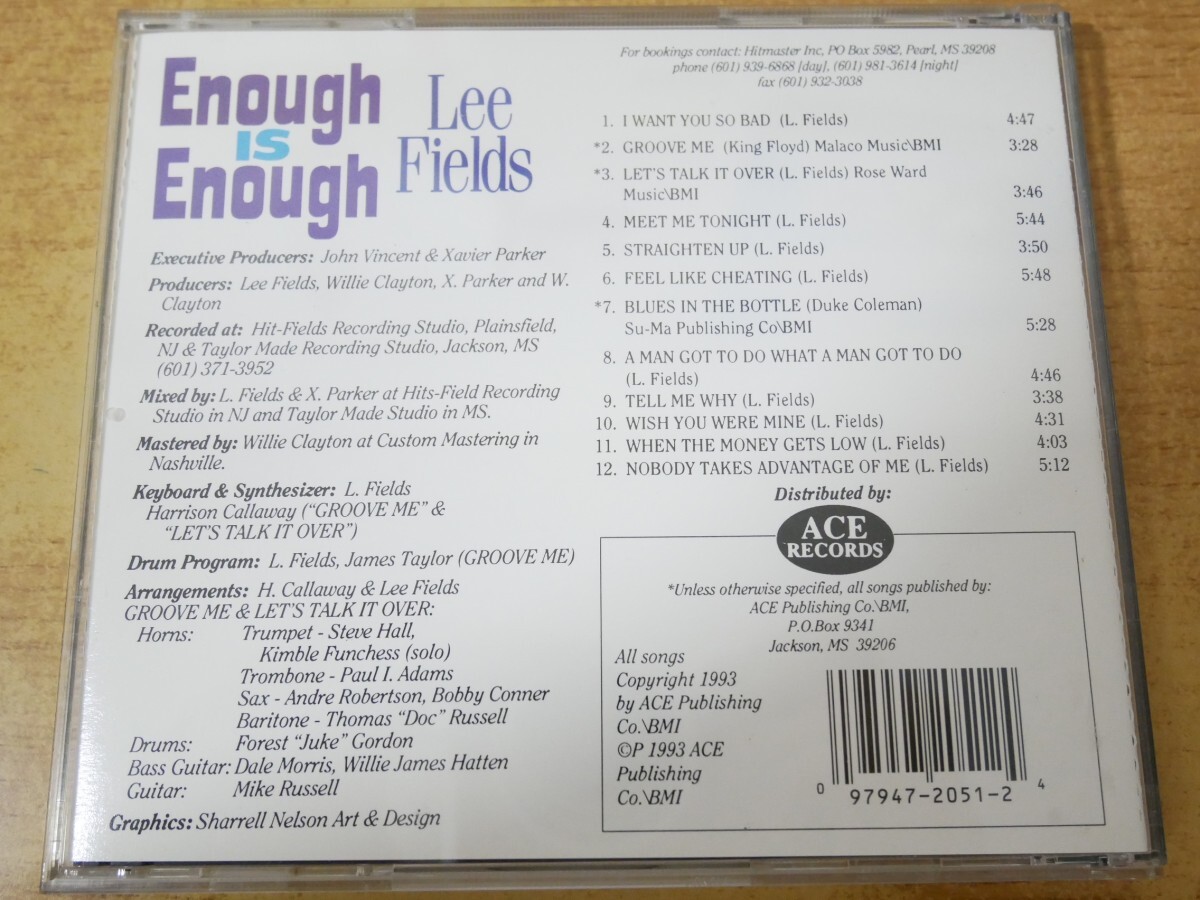 Enough
IS
Enough
Lee
Fields
Executive Producers: John Vincent & Xavier Parker
Producers: Lee Fields, Willie Clayton, X. Parker and W.
Clayton
Recorded at: Hit-Fields Recording Studio, Plainsfield,
NJ & Taylor Made Recording Studio, Jackson, MS
(601) 371-3952
Mixed by: L. Fields & X. Parker at Hits-Field Recording
Studio in NJ and Taylor Made Studio in MS.
Mastered by: Willie Clayton at Custom Mastering in
Nashville.
Keyboard & Synthesizer: L. Fields
Harrison Callaway ("GROOVE ME" &
"LET'S TALK IT OVER")
Drum Program: L. Fields, James Taylor (GROOVE ME)
Arrangements: H. Callaway & Lee Fields
GROOVE ME & LET'S TALK IT OVER:
Horns: Trumpet - Steve Hall,
Kimble Funchess (solo)
Trombone - Paul I. Adams
Sax - Andre Robertson, Bobby Conner
Baritone - Thomas "Doc" Russell
Drums: Forest "Juke" Gordon
Bass Guitar: Dale Morris, Willie James Hatten
Guitar: Mike Russell
Graphics: Sharrell Nelson Art & Design
For bookings contact: Hitmaster Inc, PO Box 5982, Pearl, MS 39208
phone (601) 939-6868 [day], (601) 981-3614 [night]
fax (601) 932-3038
1. I WANT YOU SO BAD (L. Fields) 4:47
*2. GROOVE ME (King Floyd) Malaco Music\BMI 3:28
*3. LET'S TALK IT OVER (L. Fields) Rose Ward
Music\BMI 3:46
4. MEET ME TONIGHT (L. Fields) 5:44
5. STRAIGHTEN UP (L. Fields) 3:50
6. FEEL LIKE CHEATING (L. Fields) 5:48
*7. BLUES IN THE BOTTLE (Duke Coleman)
Su-Ma Publishing Co\BMI 5:28
8. A MAN GOT TO DO WHAT A MAN GOT TO DO
(L. Fields) 4:46
9. TELL ME WHY (L. Fields) 3:38
10. WISH YOU WERE MINE (L. Fields) 4:31
11. WHEN THE MONEY GETS LOW (L. Fields) 4:03
12. NOBODY TAKES ADVANTAGE OF ME (L. Fields) 5:12
Distributed by:
ACE
RECORDS
*Unless otherwise specified, all songs published by:
ACE Publishing Co.\BMI,
P.O.Box 9341
Jackson, MS 39206
All songs
Copyright 1993
by ACE Publishing
Co.\BMI
©P 1993 ACE
Publishing
Co.\BMI
0 97947-2051-2 4